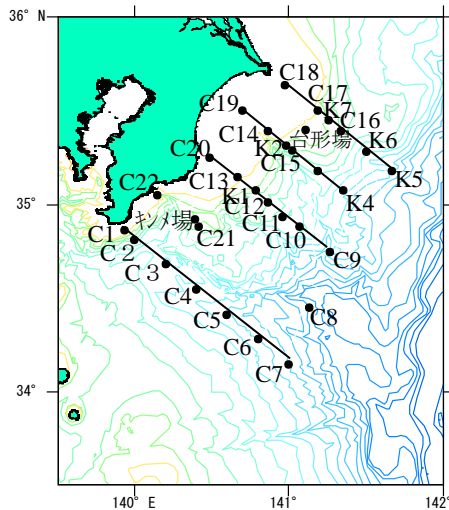 36° N
C18
C17
C19
K7
C16
C14
台形場
K2
K6
C20
C15
C13
K5
35°
C22
K1
K4
C12
ｷﾝﾒ場
C1
C11
C21
C10
C２
C9
C３
C4
C8
C5
C6
34°
C7
140° E
141°
142°